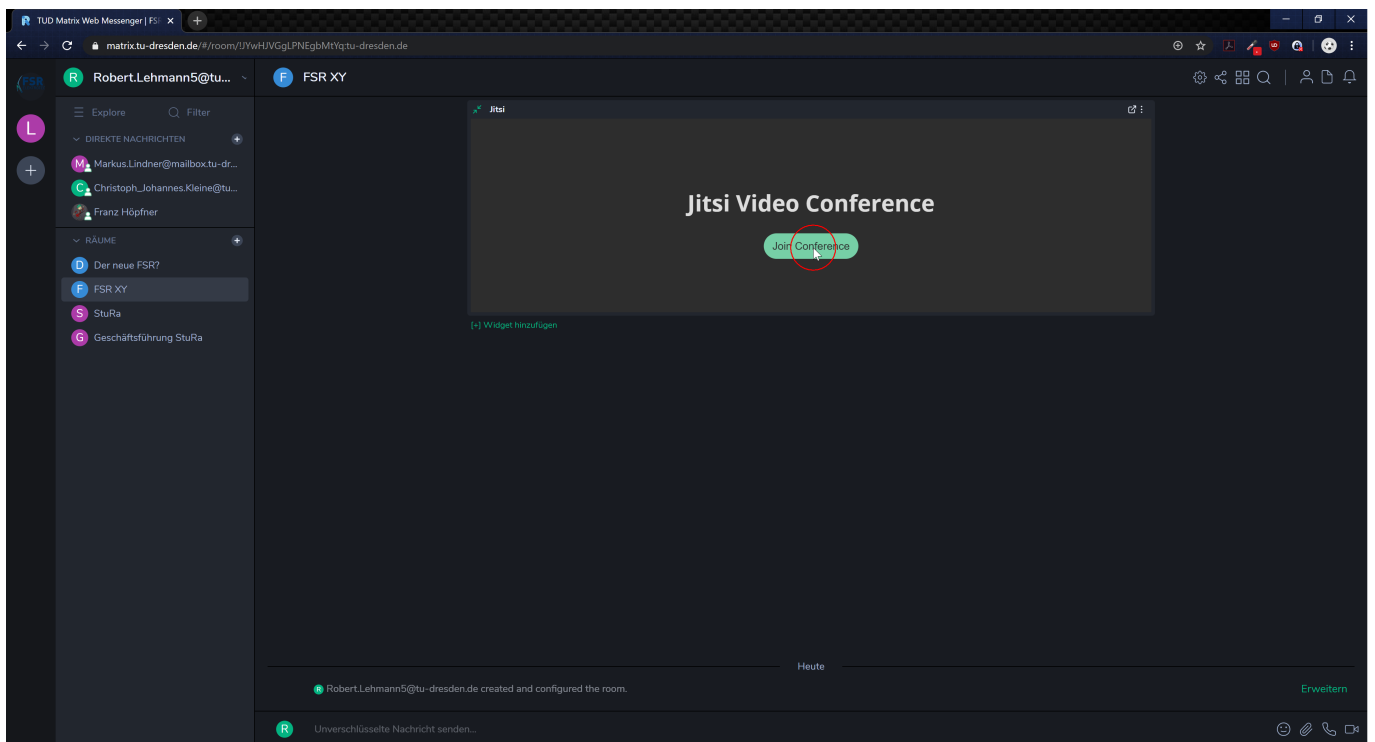 TUD Matrix Web Messenger | FSR
matrix.tu-dresden.de/#/room/!JYwHJVGgLPNEgbMtYq:tu-dresden.de
FSR
R Robert.Lehmann5@tu...
F FSR XY
L
Explore Filter
DIREKTE NACHRICHTEN
M Markus.Lindner@mailbox.tu-dr...
C Christoph_Johannes.Kleine@tu...
Franz Höpfner
RÄUME
D Der neue FSR?
F FSR XY
S StuRa
G Geschäftsführung StuRa
Jitsi
Jitsi Video Conference
Join Conference
[+] Widget hinzufügen
Heute
R Robert.Lehmann5@tu-dresden.de created and configured the room.
Erweitern
R Unverschlüsselte Nachricht senden...